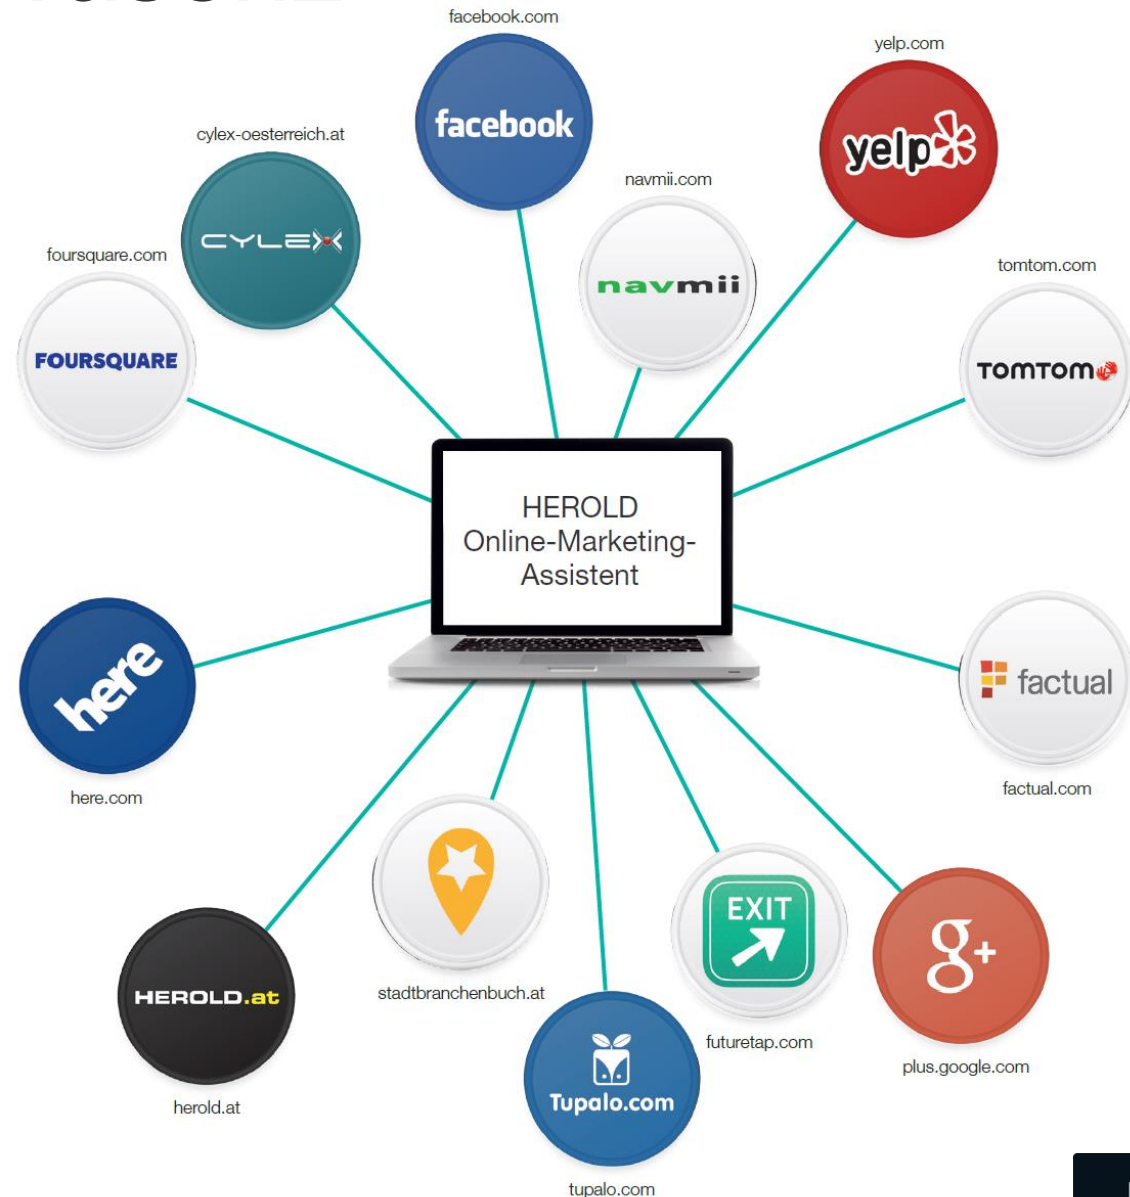 facebook.com
facebook
yelp.com
yelp
cylex-oesterreich.at
CYLEX
navmii.com
navmii
foursquare.com
FOURSQUARE
tomtom.com
TOMTOM
HEROLD
Online-Marketing-
Assistent
here
here.com
factual
factual.com
stadtbranchenbuch.at
EXIT
futuretap.com
g+
plus.google.com
HEROLD.at
herold.at
Tupalo.com
tupalo.com